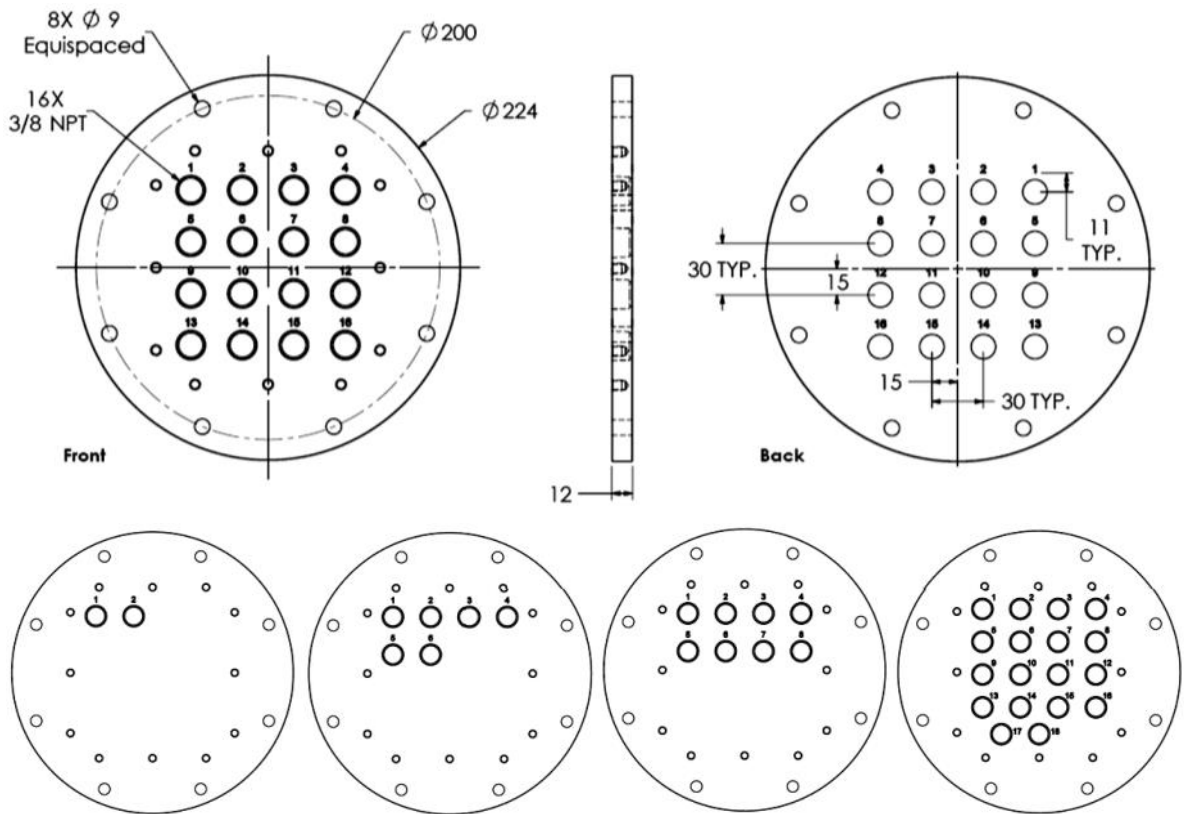 8X Ø 9
Equispaced
Ø200
16X
3/8 NPT
Ø224
1 2 3 4
5 6 7 8
9 10 11 12
13 14 15 16
Front
12
4 3 2 1
8 7 6 5
12 11 10 9
16 15 14 13
11
TYP.
30 TYP.
15
15
30 TYP.
Back
1 2
1 2 3 4
5 6
1 2 3 4
5 6 7 8
1 2 3 4
5 6 7 8
9 10 11 12
13 14 15 16
17 18